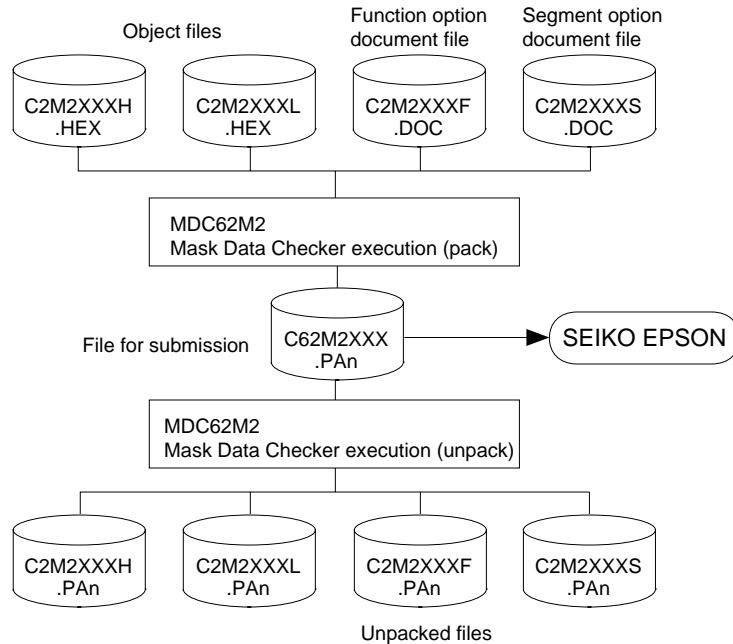 Object files
Function option
document file
Segment option
document file
C2M2XXXH
.HEX
C2M2XXXL
.HEX
C2M2XXXF
.DOC
C2M2XXXS
.DOC
MDC62M2
Mask Data Checker execution (pack)
File for submission
C62M2XXX
.PAn
SEIKO EPSON
MDC62M2
Mask Data Checker execution (unpack)
C2M2XXXH
.PAn
C2M2XXXL
.PAn
C2M2XXXF
.PAn
C2M2XXXS
.PAn
Unpacked files